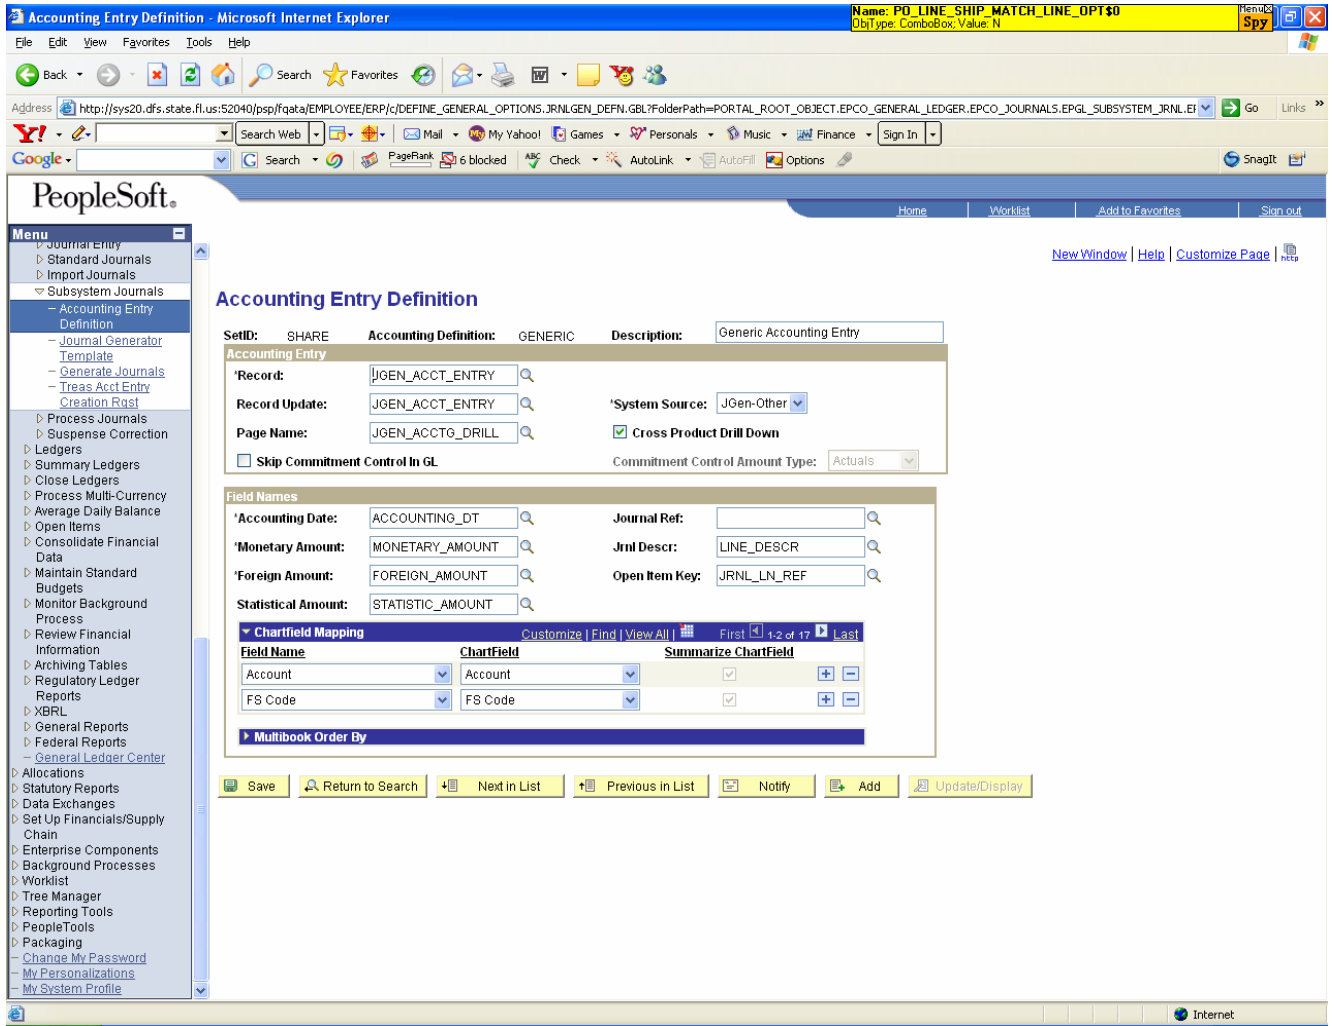 Accounting Entry Definition - Microsoft Internet Explorer
Name: PO_LINE_SHIP_MATCH_LINE_OPT$0
ObjType: ComboBox; Value: N
Menu
Spy
File Edit View Favorites Tools Help
Back Search Favorites
Address http://sys20.dfs.state.fl.us:52040/psp/fqata/EMPLOYEE/ERP/c/DEFINE_GENERAL_OPTIONS.JRNLGEN_DEFN.GBL?FolderPath=PORTAL_ROOT_OBJECT.EPCO_GENERAL_LEDGER.EPCO_JOURNALS.EPGL_SUBSYSTEM_JRNL.EF Go Links »
Y! Search Web Mail My Yahoo! Games Personals Music Finance Sign In
Google Search PageRank 6 blocked Check AutoLink AutoFill Options SnagIt
PeopleSoft®
Home Worklist Add to Favorites Sign out
New Window | Help | Customize Page | http
Menu
Journal Entry
Standard Journals
Import Journals
Subsystem Journals
Accounting Entry
Definition
Journal Generator
Template
Generate Journals
Treas Acct Entry
Creation Rqst
Process Journals
Suspense Correction
Ledgers
Summary Ledgers
Close Ledgers
Process Multi-Currency
Average Daily Balance
Open Items
Consolidate Financial
Data
Maintain Standard
Budgets
Monitor Background
Process
Review Financial
Information
Archiving Tables
Regulatory Ledger
Reports
XBRL
General Reports
Federal Reports
General Ledger Center
Allocations
Statutory Reports
Data Exchanges
Set Up Financials/Supply
Chain
Enterprise Components
Background Processes
Worklist
Tree Manager
Reporting Tools
PeopleTools
Packaging
Change My Password
My Personalizations
My System Profile
Accounting Entry Definition
SetID: SHARE Accounting Definition: GENERIC Description: Generic Accounting Entry
Accounting Entry
*Record: JGEN_ACCT_ENTRY
Record Update: JGEN_ACCT_ENTRY *System Source: JGen-Other
Page Name: JGEN_ACCTG_DRILL Cross Product Drill Down
Skip Commitment Control In GL Commitment Control Amount Type: Actuals
Field Names
*Accounting Date: ACCOUNTING_DT Journal Ref:
*Monetary Amount: MONETARY_AMOUNT Jrnl Descr: LINE_DESCR
*Foreign Amount: FOREIGN_AMOUNT Open Item Key: JRNL_LN_REF
Statistical Amount: STATISTIC_AMOUNT
Chartfield Mapping Customize | Find | View All | First 1-2 of 17 Last
Field Name ChartField Summarize ChartField
Account Account
FS Code FS Code
Multibook Order By
Save Return to Search Next in List Previous in List Notify Add Update/Display
Internet